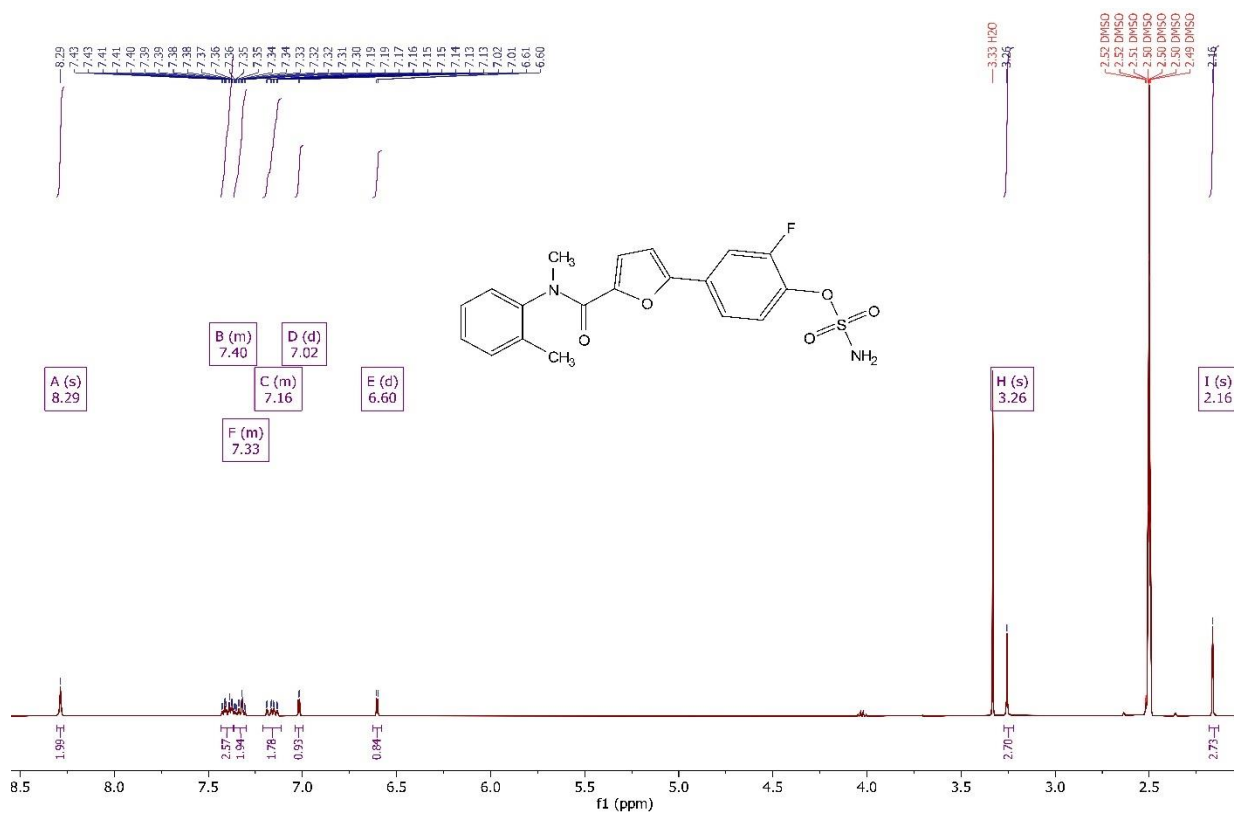 8.29
7.43
7.43
7.41
7.41
7.40
7.39
7.39
7.38
7.38
7.37
7.36
7.36
7.35
7.35
7.34
7.34
7.33
7.32
7.32
7.31
7.30
7.19
7.19
7.17
7.16
7.15
7.15
7.14
7.13
7.13
7.02
7.01
6.61
6.60
3.33 H2O
3.26
2.52 DMSO
2.52 DMSO
2.51 DMSO
2.50 DMSO
2.50 DMSO
2.50 DMSO
2.49 DMSO
2.16
F
CH3
N
O
O
O
S
O
O
CH3
NH2
B (m)
7.40
D (d)
7.02
A (s)
8.29
C (m)
7.16
E (d)
6.60
H (s)
3.26
I (s)
2.16
F (m)
7.33
1.99
2.57
1.94
1.78
0.93
0.84
2.70
2.73
8.5 8.0 7.5 7.0 6.5 6.0 5.5 5.0 4.5 4.0 3.5 3.0 2.5
f1 (ppm)